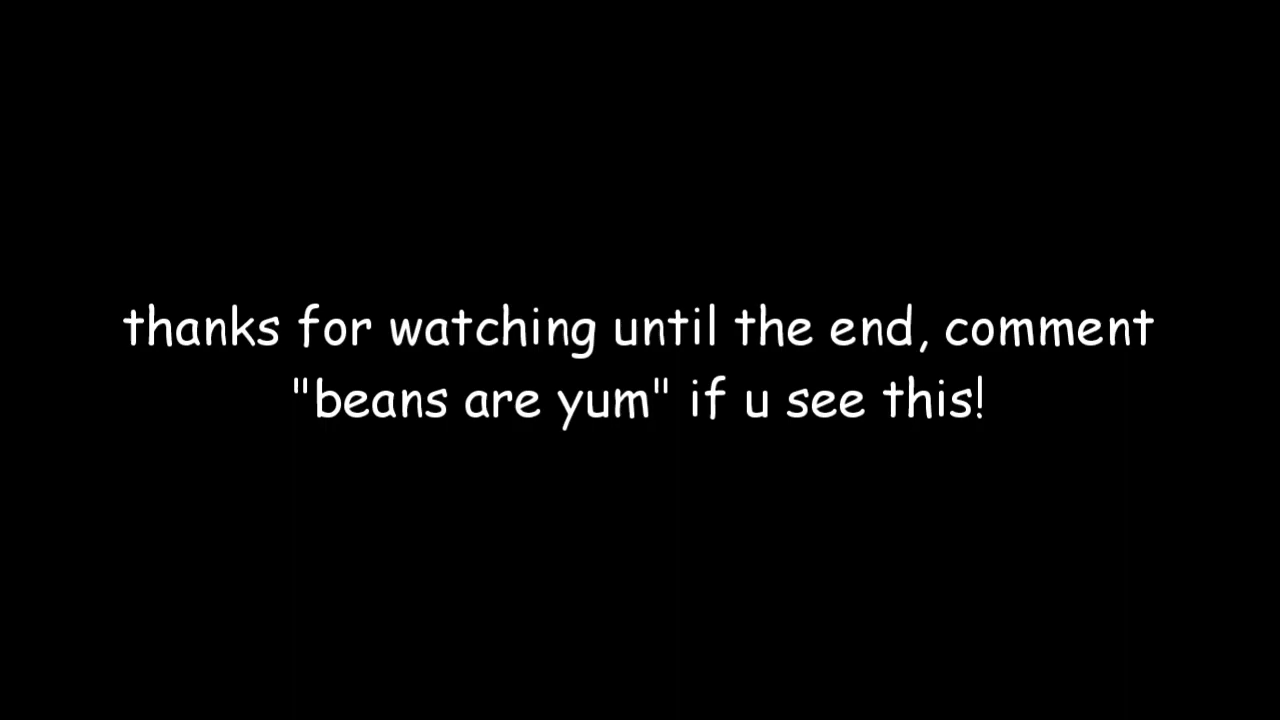 thanks for watching until the end, comment
"beans are yum" if u see this!